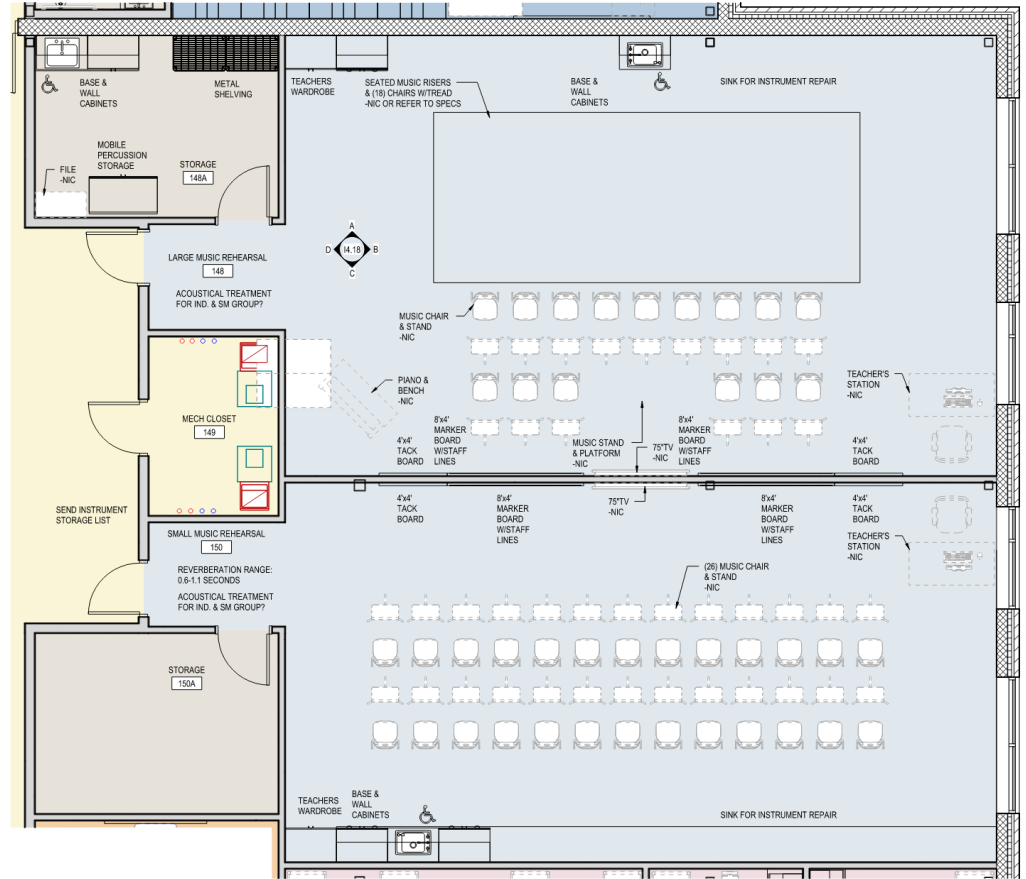 BASE &
WALL
CABINETS
METAL
SHELVING
TEACHERS
WARDROBE
SEATED MUSIC RISERS
& (18) CHAIRS W/TREAD
-NIC OR REFER TO SPECS
BASE &
WALL
CABINETS
SINK FOR INSTRUMENT REPAIR
MOBILE
PERCUSSION
STORAGE
FILE
-NIC
STORAGE
148A
LARGE MUSIC REHEARSAL
148
ACOUSTICAL TREATMENT
FOR IND. & SM GROUP?
A
D
I4.18
B
C
MUSIC CHAIR
& STAND
-NIC
PIANO &
BENCH
-NIC
TEACHER'S
STATION
-NIC
MECH CLOSET
149
4'x4'
TACK
BOARD
8'x4'
MARKER
BOARD
W/STAFF
LINES
MUSIC STAND
& PLATFORM
-NIC
75"TV
-NIC
8'x4'
MARKER
BOARD
W/STAFF
LINES
4'x4'
TACK
BOARD
SEND INSTRUMENT
STORAGE LIST
4'x4'
TACK
BOARD
8'x4'
MARKER
BOARD
W/STAFF
LINES
75"TV
-NIC
8'x4'
MARKER
BOARD
W/STAFF
LINES
4'x4'
TACK
BOARD
SMALL MUSIC REHEARSAL
150
REVERBERATION RANGE:
0.6-1.1 SECONDS
ACOUSTICAL TREATMENT
FOR IND. & SM GROUP?
TEACHER'S
STATION
-NIC
(26) MUSIC CHAIR
& STAND
-NIC
STORAGE
150A
TEACHERS
WARDROBE
BASE &
WALL
CABINETS
SINK FOR INSTRUMENT REPAIR